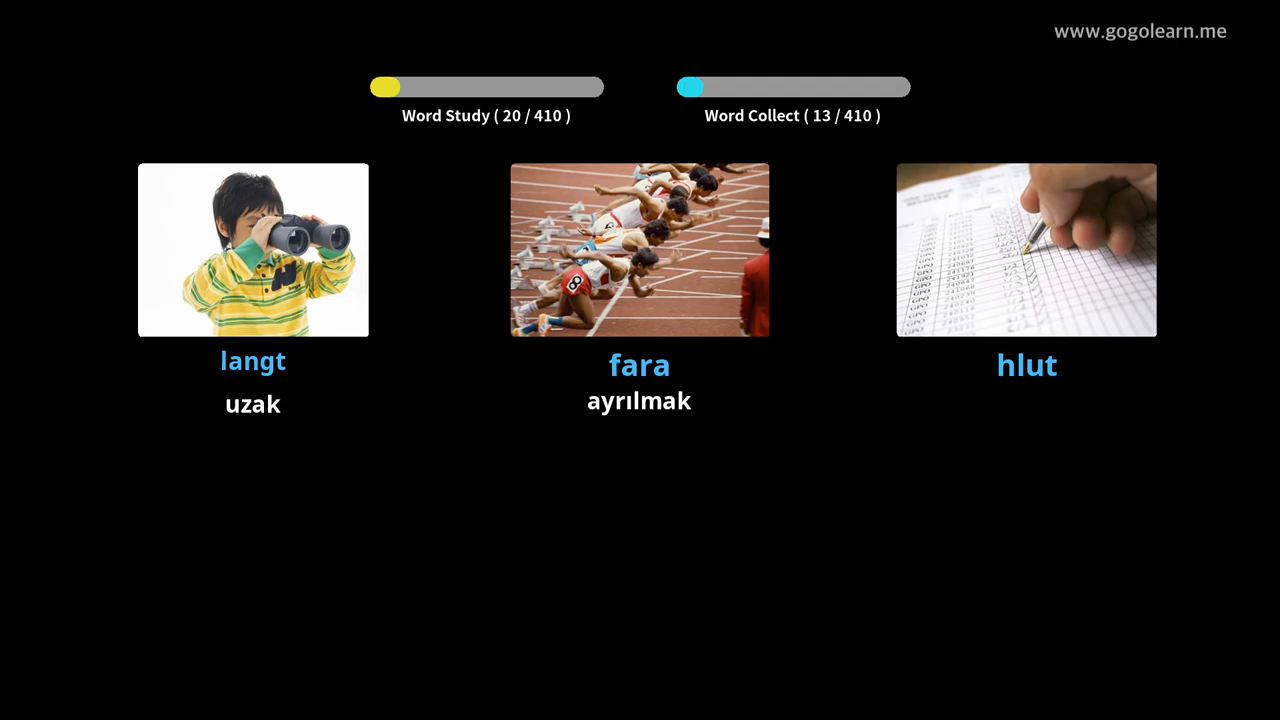 www.gogolearn.me
Word Study ( 20 / 410 )
Word Collect ( 13 / 410 )
langt
fara
hlut
uzak
ayrılmak